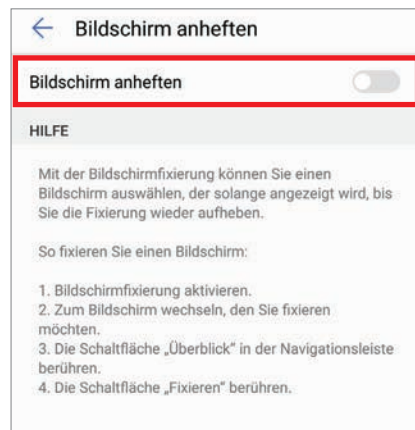 Bildschirm anheften
Bildschirm anheften
HILFE
Mit der Bildschirmfixierung können Sie einen
Bildschirm auswählen, der solange angezeigt wird, bis
Sie die Fixierung wieder aufheben.
So fixieren Sie einen Bildschirm:
1. Bildschirmfixierung aktivieren.
2. Zum Bildschirm wechseln, den Sie fixieren
möchten.
3. Die Schaltfläche „Überblick“ in der Navigationsleiste
berühren.
4. Die Schaltfläche „Fixieren“ berühren.